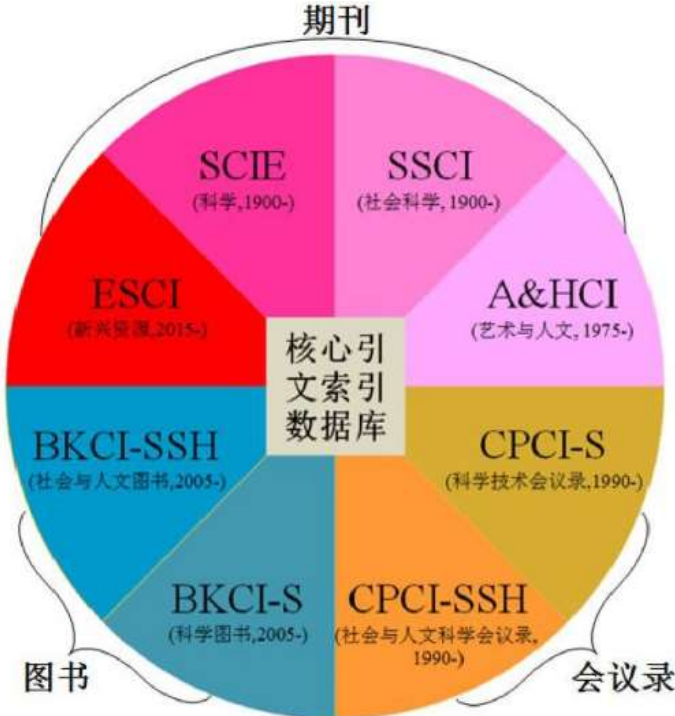 期刊
SCIE
(科学,1900-)
SSCI
(社会科学, 1900-)
ESCI
(新兴资源,2015-)
A&HCI
(艺术与人文, 1975-)
核心引
文索引
数据库
BKCI-SSH
(社会与人文图书,2005-)
CPCI-S
(科学技术会议录,1990-)
BKCI-S
(科学图书,2005-)
CPCI-SSH
(社会与人文科学会议录,
1990-)
图书
会议录